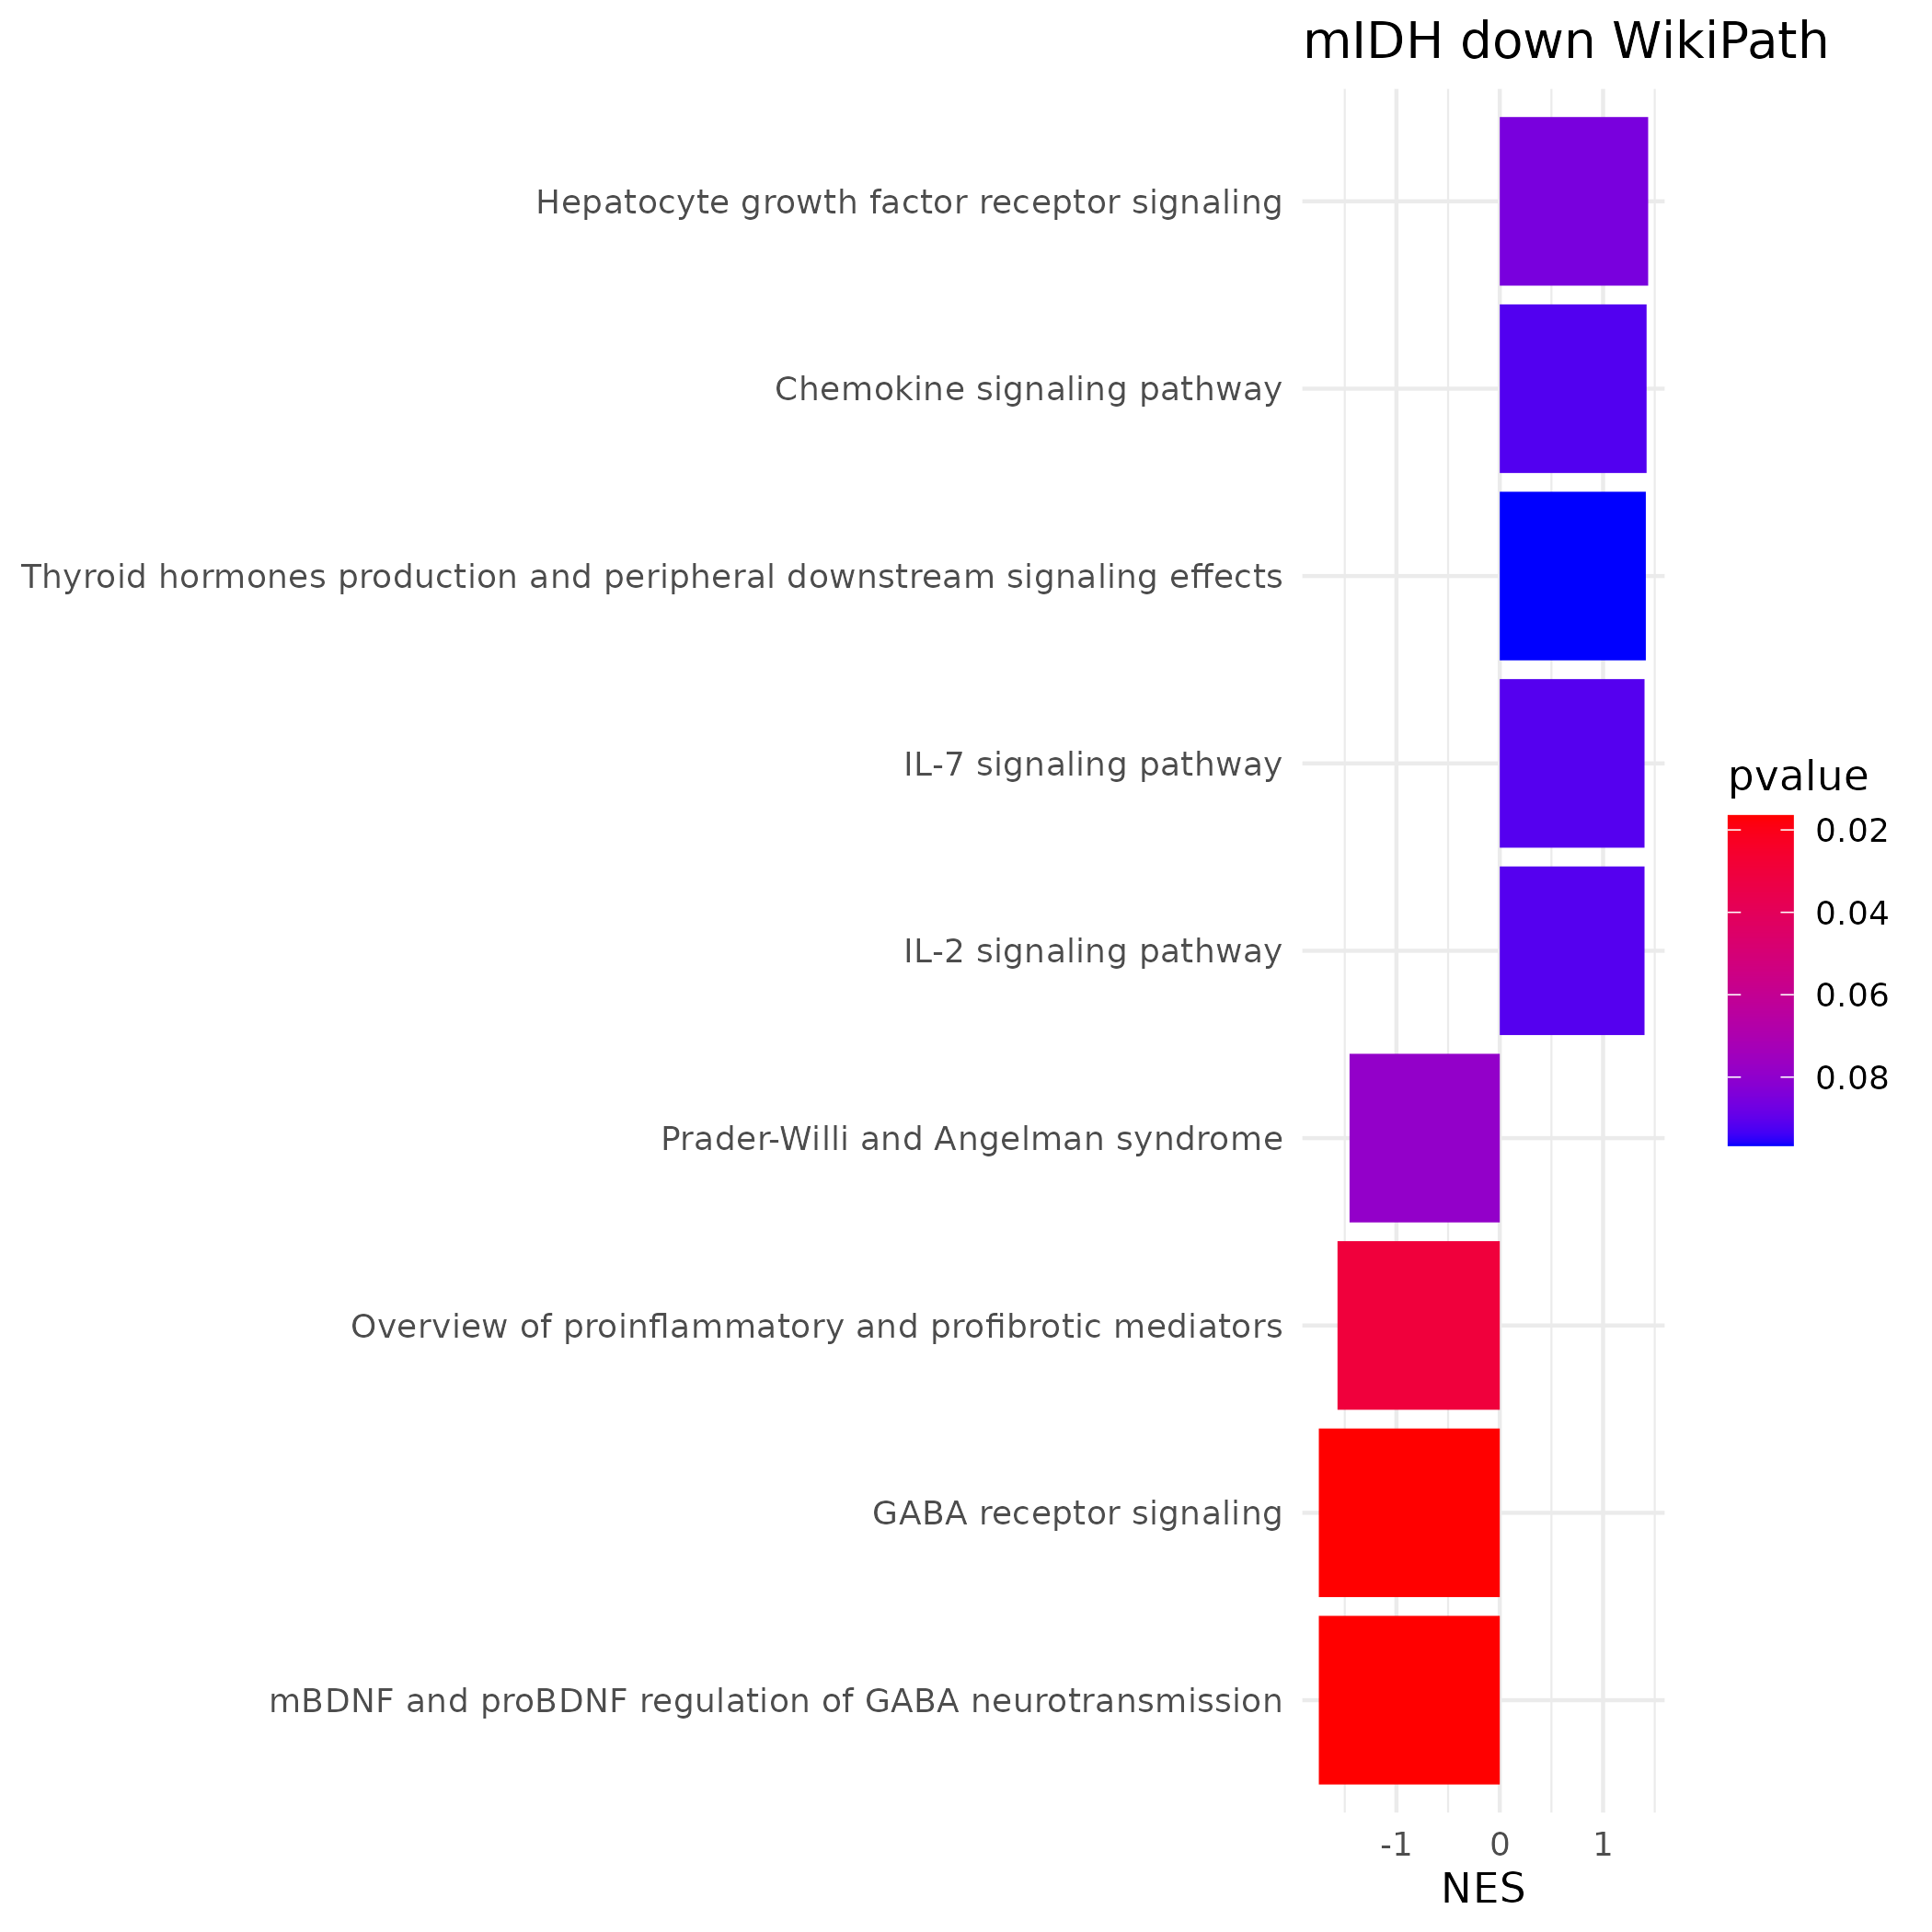 mIDH down WikiPath
Hepatocyte growth factor receptor signaling
Chemokine signaling pathway
Thyroid hormones production and peripheral downstream signaling effects
IL-7 signaling pathway
IL-2 signaling pathway
Prader-Willi and Angelman syndrome
Overview of proinflammatory and profibrotic mediators
GABA receptor signaling
mBDNF and proBDNF regulation of GABA neurotransmission
-1 0 1
NES
pvalue
0.02
0.04
0.06
0.08